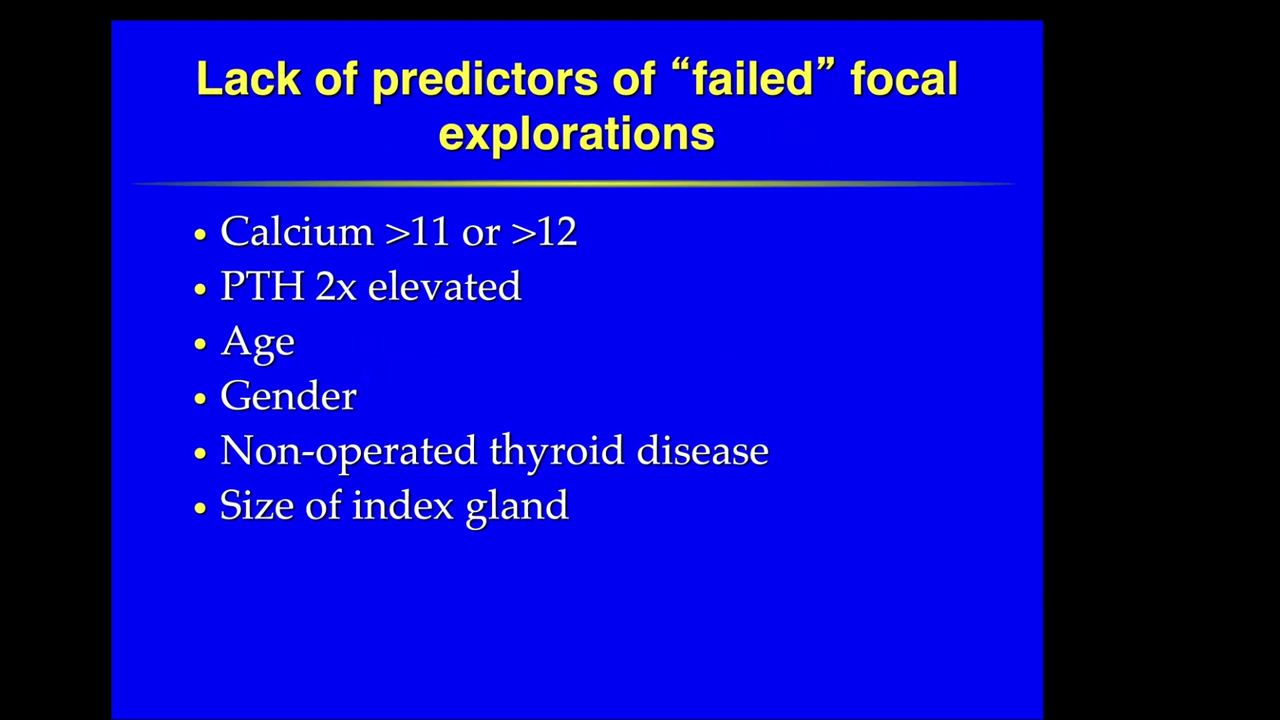 Lack of predictors of “failed” focal
explorations
• Calcium >11 or >12
• PTH 2x elevated
• Age
• Gender
• Non-operated thyroid disease
• Size of index gland